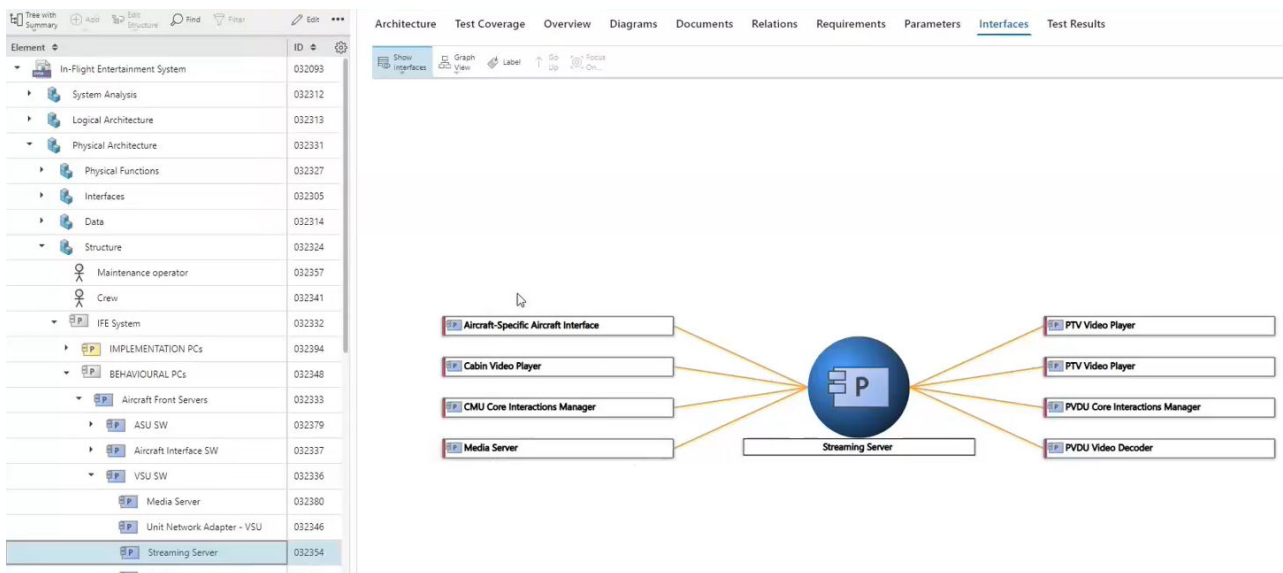 Tree with Summary
Add
Edit Structure
Find
Filter
Edit
Element
ID
In-Flight Entertainment System 032093
System Analysis 032312
Logical Architecture 032313
Physical Architecture 032331
Physical Functions 032327
Interfaces 032305
Data 032314
Structure 032324
Maintenance operator 032357
Crew 032341
IFE System 032332
IMPLEMENTATION PCs 032394
BEHAVIOURAL PCs 032348
Aircraft Front Servers 032333
ASU SW 032379
Aircraft Interface SW 032337
VSU SW 032336
Media Server 032380
Unit Network Adapter - VSU 032346
Streaming Server 032354
Architecture Test Coverage Overview Diagrams Documents Relations Requirements Parameters Interfaces Test Results
Show Interfaces
Graph View
Label
Go Up
Focus On...
Aircraft-Specific Aircraft Interface
Cabin Video Player
CMU Core Interactions Manager
Media Server
P
Streaming Server
PTV Video Player
PTV Video Player
PVDU Core Interactions Manager
PVDU Video Decoder